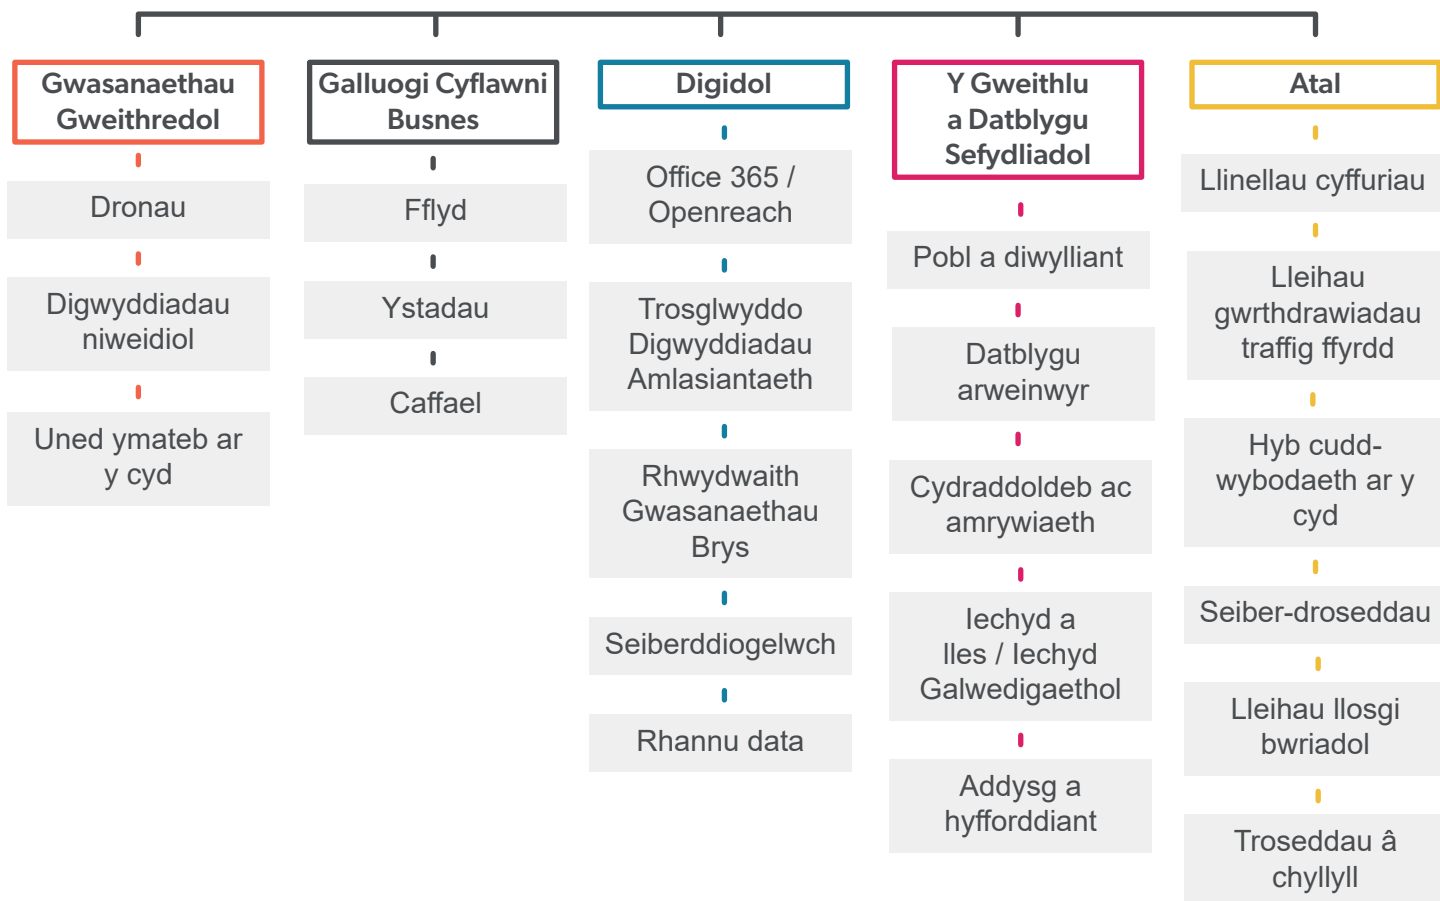 Gwasanaethau
Gweithredol
Dronau
Digwyddiadau
niweidiol
Uned ymateb ar
y cyd
Galluogi Cyflawni
Busnes
Fflyd
Ystadau
Caffael
Digidol
Office 365 /
Openreach
Trosglwyddo
Digwyddiadau
Amlasiantaeth
Rhwydwaith
Gwasanaethau
Brys
Seiberddiogelwch
Rhannu data
Y Gweithlu
a Datblygu
Sefydliadol
Pobl a diwylliant
Datblygu
arweinwyr
Cydraddoldeb ac
amrywiaeth
Iechyd a
lles / Iechyd
Galwedigaethol
Addysg a
hyfforddiant
Atal
Llinellau cyffuriau
Lleihau
gwrthdrawiadau
traffig ffyrdd
Hyb cudd-
wybodaeth ar y
cyd
Seiber-droseddau
Lleihau llosgi
bwriadol
Troseddau â
chyllyll